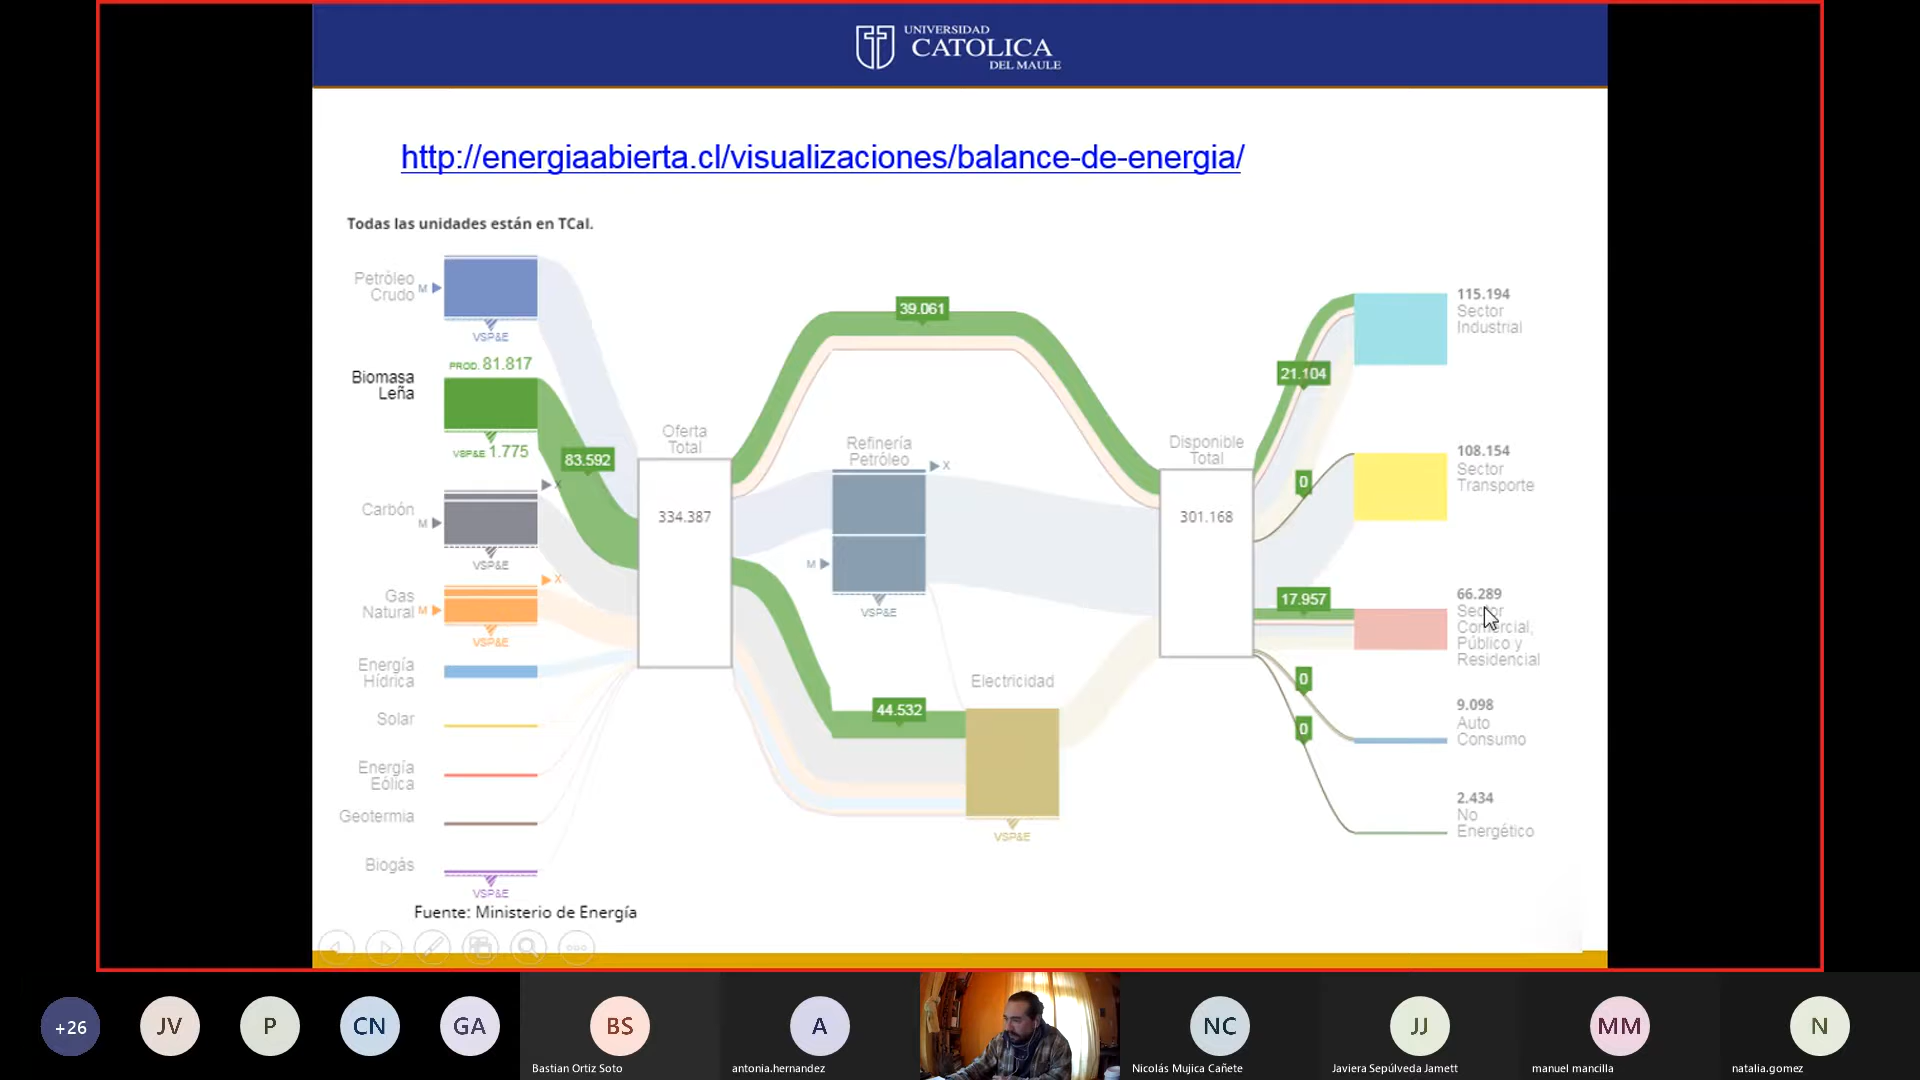 UNIVERSIDAD
CATOLICA
DEL MAULE
http://energiaabierta.cl/visualizaciones/balance-de-energia/
Todas las unidades están en TCal.
Petróleo
Crudo
M
VSP&E
PROD. 81.817
Biomasa
Leña
VSP&E 1.775
83.592
Carbón
M
X
VSP&E
Gas
Natural
M
X
VSP&E
Energía
Hídrica
Solar
Energía
Eólica
Geotermia
Biogás
VSP&E
Oferta
Total
334.387
39.061
Refinería
Petróleo
X
M
VSP&E
Electricidad
44.532
VSP&E
Disponible
Total
301.168
21.104
0
17.957
0
0
115.194
Sector
Industrial
108.154
Sector
Transporte
66.289
Sector
Comercial,
Público y
Residencial
9.098
Auto
Consumo
2.434
No
Energético
Fuente: Ministerio de Energía
+26
JV
P
CN
GA
BS
Bastian Ortiz Soto
A
antonia.hernandez
NC
Nicolás Mujica Cañete
JJ
Javiera Sepúlveda Jamett
MM
manuel mancilla
N
natalia.gomez